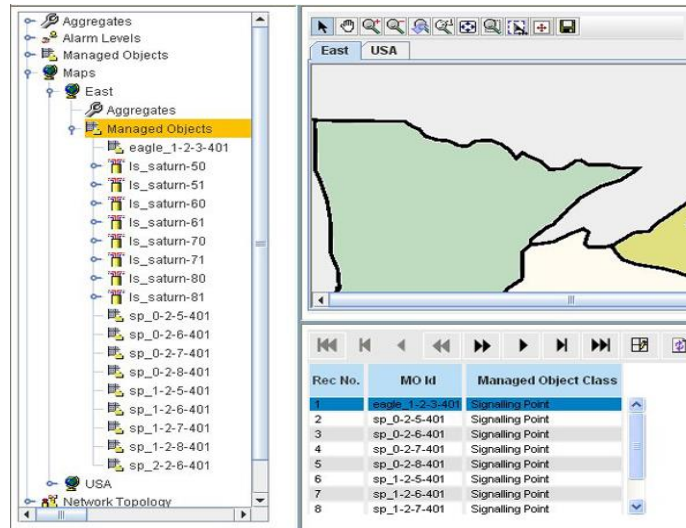 Aggregates
Alarm Levels
Managed Objects
Maps
East
Aggregates
Managed Objects
eagle_1-2-3-401
ls_saturn-50
ls_saturn-51
ls_saturn-60
ls_saturn-61
ls_saturn-70
ls_saturn-71
ls_saturn-80
ls_saturn-81
sp_0-2-5-401
sp_0-2-6-401
sp_0-2-7-401
sp_0-2-8-401
sp_1-2-5-401
sp_1-2-6-401
sp_1-2-7-401
sp_1-2-8-401
sp_2-2-6-401
USA
Network Topology
East USA
Rec No. MO Id Managed Object Class
1 eagle_1-2-3-401 Signalling Point
2 sp_0-2-5-401 Signalling Point
3 sp_0-2-6-401 Signalling Point
4 sp_0-2-7-401 Signalling Point
5 sp_0-2-8-401 Signalling Point
6 sp_1-2-5-401 Signalling Point
7 sp_1-2-6-401 Signalling Point
8 sp_1-2-7-401 Signalling Point